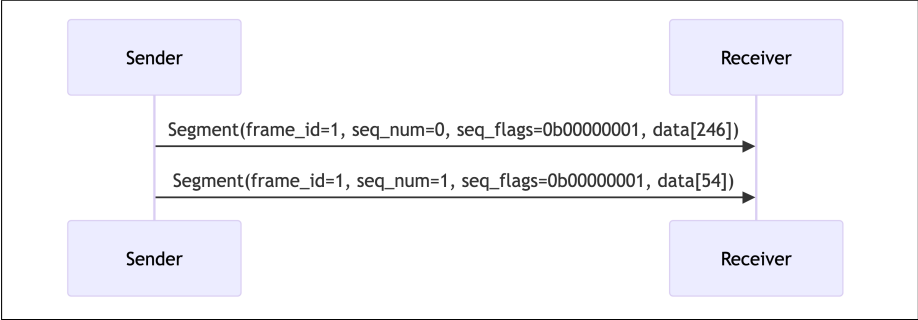 Sender
Receiver
Segment(frame_id=1, seq_num=0, seq_flags=0b00000001, data[246])
Segment(frame_id=1, seq_num=1, seq_flags=0b00000001, data[54])
Sender
Receiver